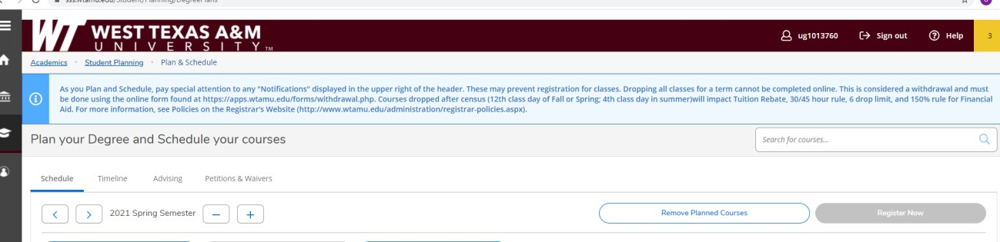 sss.wtamu.edu/Student/Planning/DegreePlans
WT WEST TEXAS A&M
UNIVERSITY TM
ug1013760 Sign out Help 3
Academics · Student Planning · Plan & Schedule
As you Plan and Schedule, pay special attention to any "Notifications" displayed in the upper right of the header. These may prevent registration for classes. Dropping all classes for a term cannot be completed online. This is considered a withdrawal and must
be done using the online form found at https://apps.wtamu.edu/forms/withdrawal.php. Courses dropped after census (12th class day of Fall or Spring; 4th class day in summer)will impact Tuition Rebate, 30/45 hour rule, 6 drop limit, and 150% rule for Financial
Aid. For more information, see Policies on the Registrar's Website (http://www.wtamu.edu/administration/registrar-policies.aspx).
Plan your Degree and Schedule your courses
Search for courses...
Schedule Timeline Advising Petitions & Waivers
2021 Spring Semester
Remove Planned Courses
Register Now